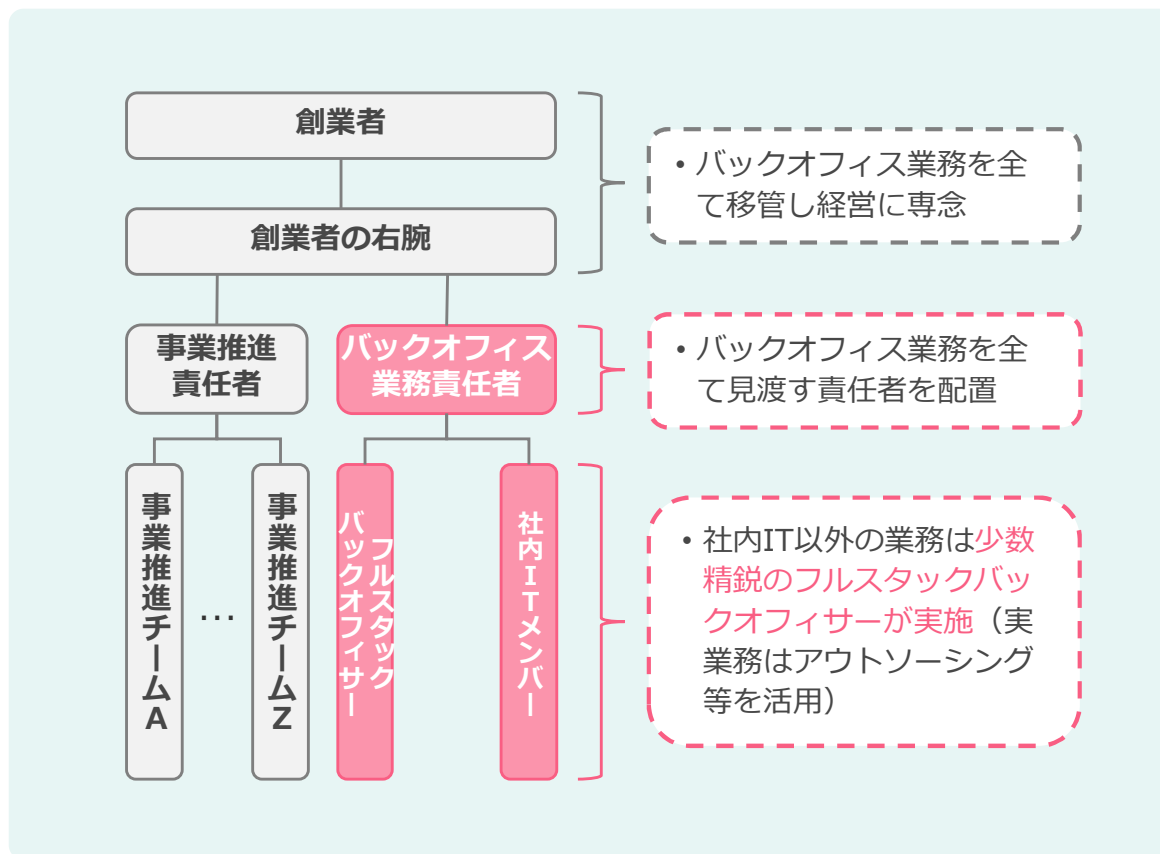 創業者
創業者の右腕
事業推進
責任者
バックオフィス
業務責任者
事業推進チームA
…
事業推進チームZ
フルスタック
バックオフィサー
社内ITメンバー
• バックオフィス業務を全
て移管し経営に専念
• バックオフィス業務を全
て見渡す責任者を配置
• 社内IT以外の業務は少数
精鋭のフルスタックバッ
クオフィサーが実施（実
業務はアウトソーシング
等を活用）